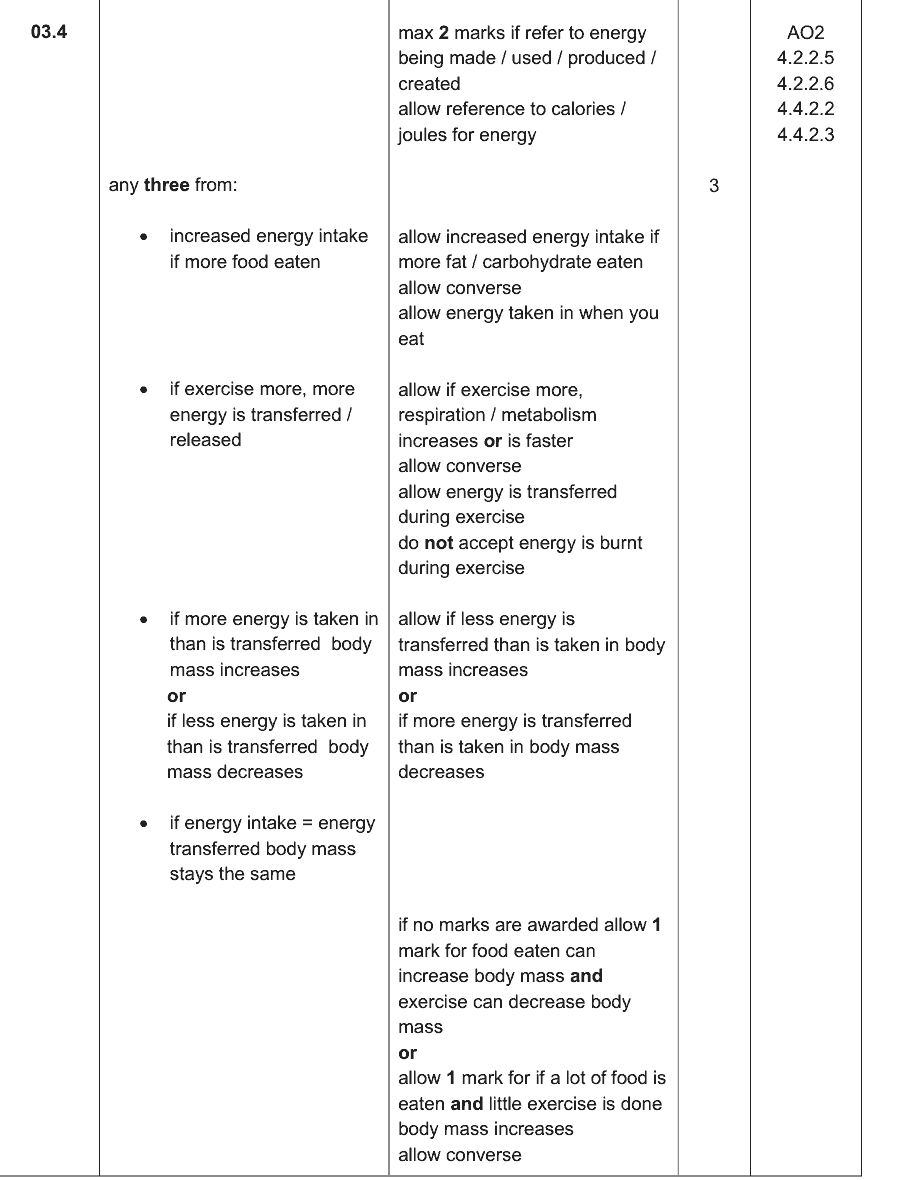 03.4
max 2 marks if refer to energy
being made / used / produced /
created
allow reference to calories /
joules for energy
AO2
4.2.2.5
4.2.2.6
4.4.2.2
4.4.2.3
any three from:
3
• increased energy intake
if more food eaten
allow increased energy intake if
more fat / carbohydrate eaten
allow converse
allow energy taken in when you
eat
• if exercise more, more
energy is transferred /
released
allow if exercise more,
respiration / metabolism
increases or is faster
allow converse
allow energy is transferred
during exercise
do not accept energy is burnt
during exercise
• if more energy is taken in
than is transferred body
mass increases
or
if less energy is taken in
than is transferred body
mass decreases
allow if less energy is
transferred than is taken in body
mass increases
or
if more energy is transferred
than is taken in body mass
decreases
• if energy intake = energy
transferred body mass
stays the same
if no marks are awarded allow 1
mark for food eaten can
increase body mass and
exercise can decrease body
mass
or
allow 1 mark for if a lot of food is
eaten and little exercise is done
body mass increases
allow converse